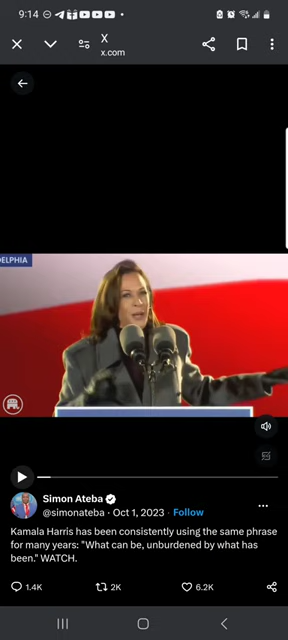 9:14
X
x.com
DELPHIA
Simon Ateba
@simonateba · Oct 1, 2023 · Follow
Kamala Harris has been consistently using the same phrase
for many years: "What can be, unburdened by what has
been." WATCH.
1.4K
2K
6.2K